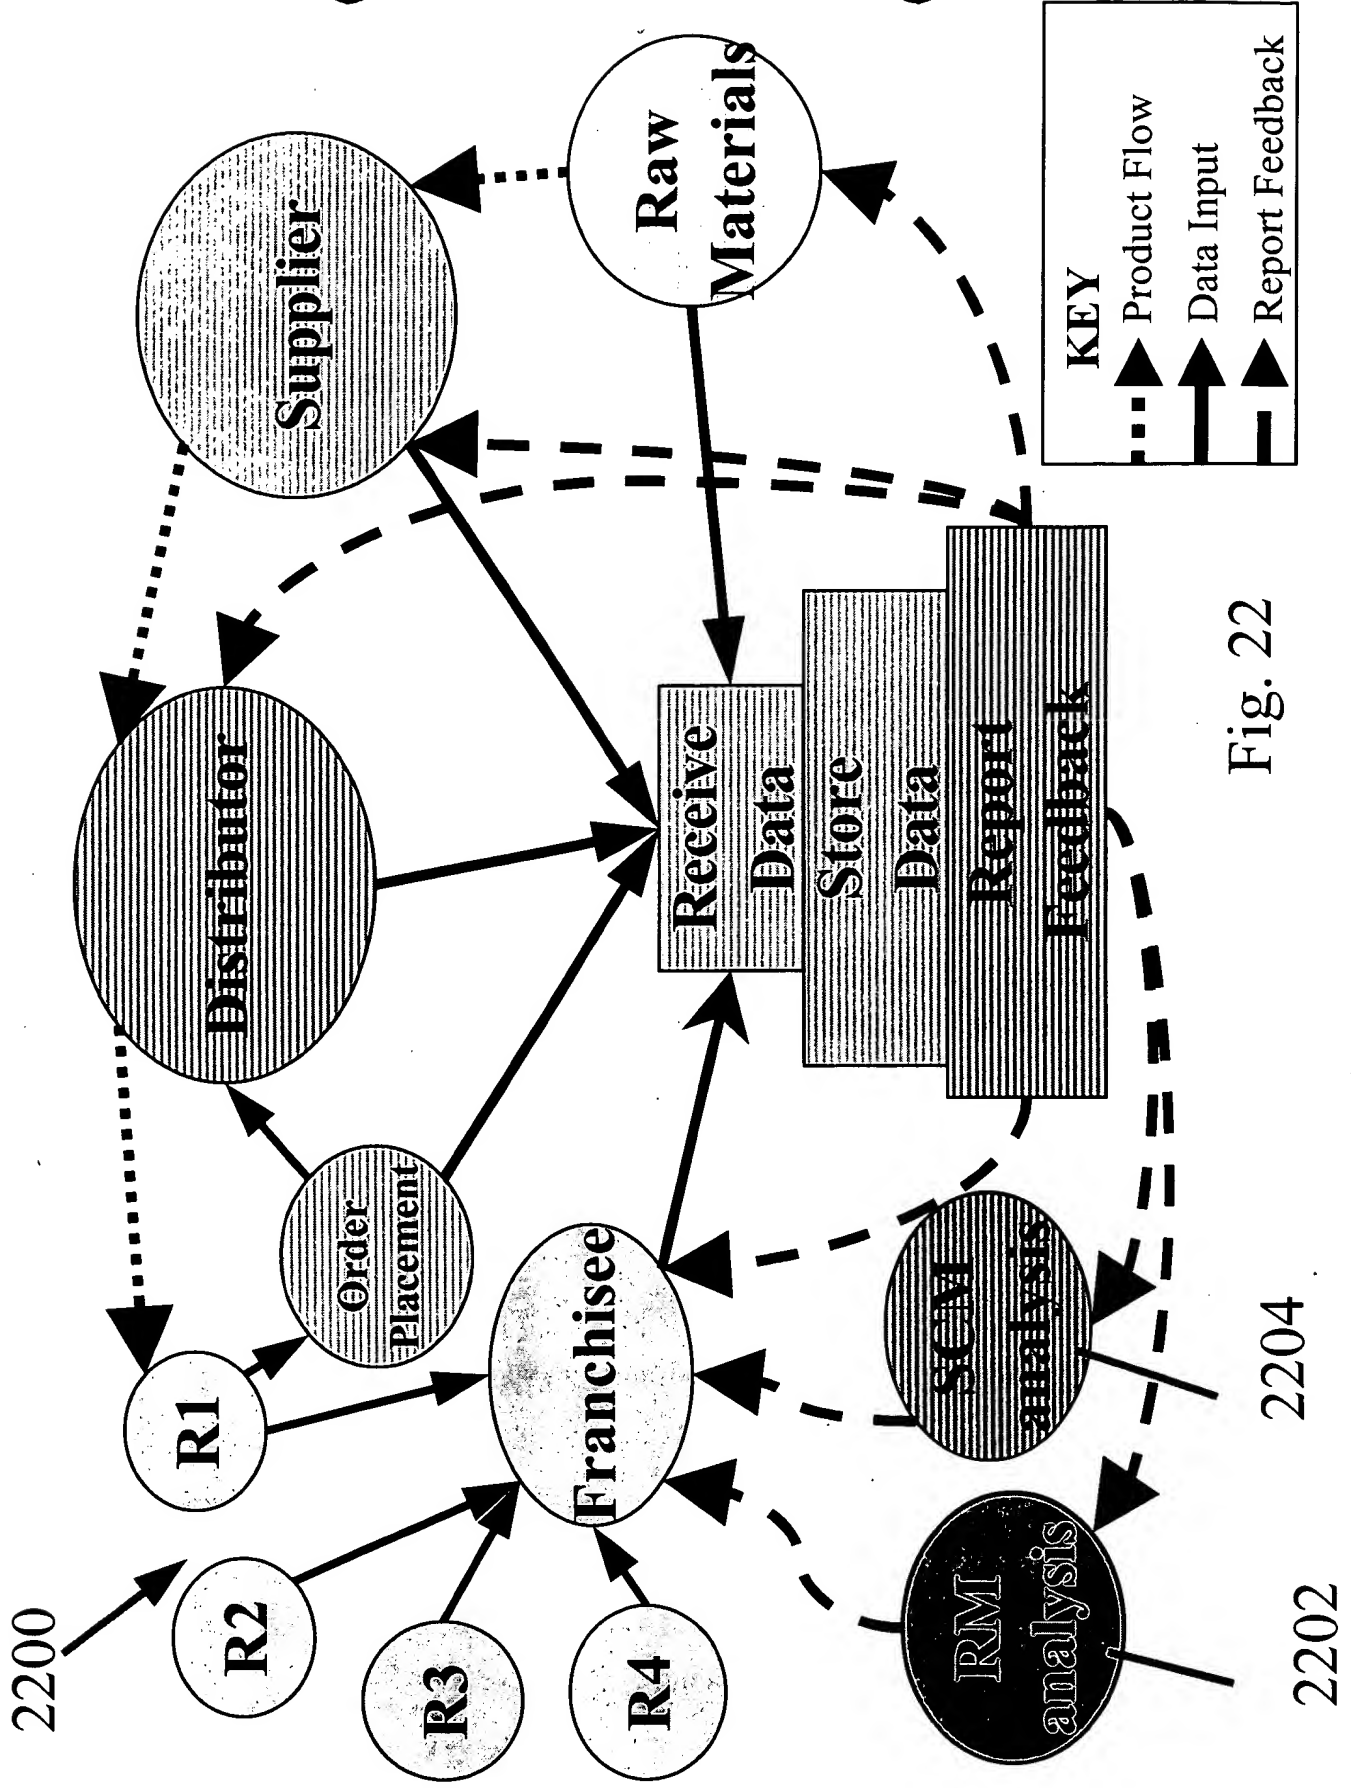 2200
R1
Distributor
R2
Supplier
Order
Placement
R3
Franchisee
R4
Raw
Materials
Receive
Data
Store
Data
Report
Feedback
SCM
analysis
RM
analysis
KEY
Product Flow
Data Input
Report Feedback
2204
2202
Fig. 22